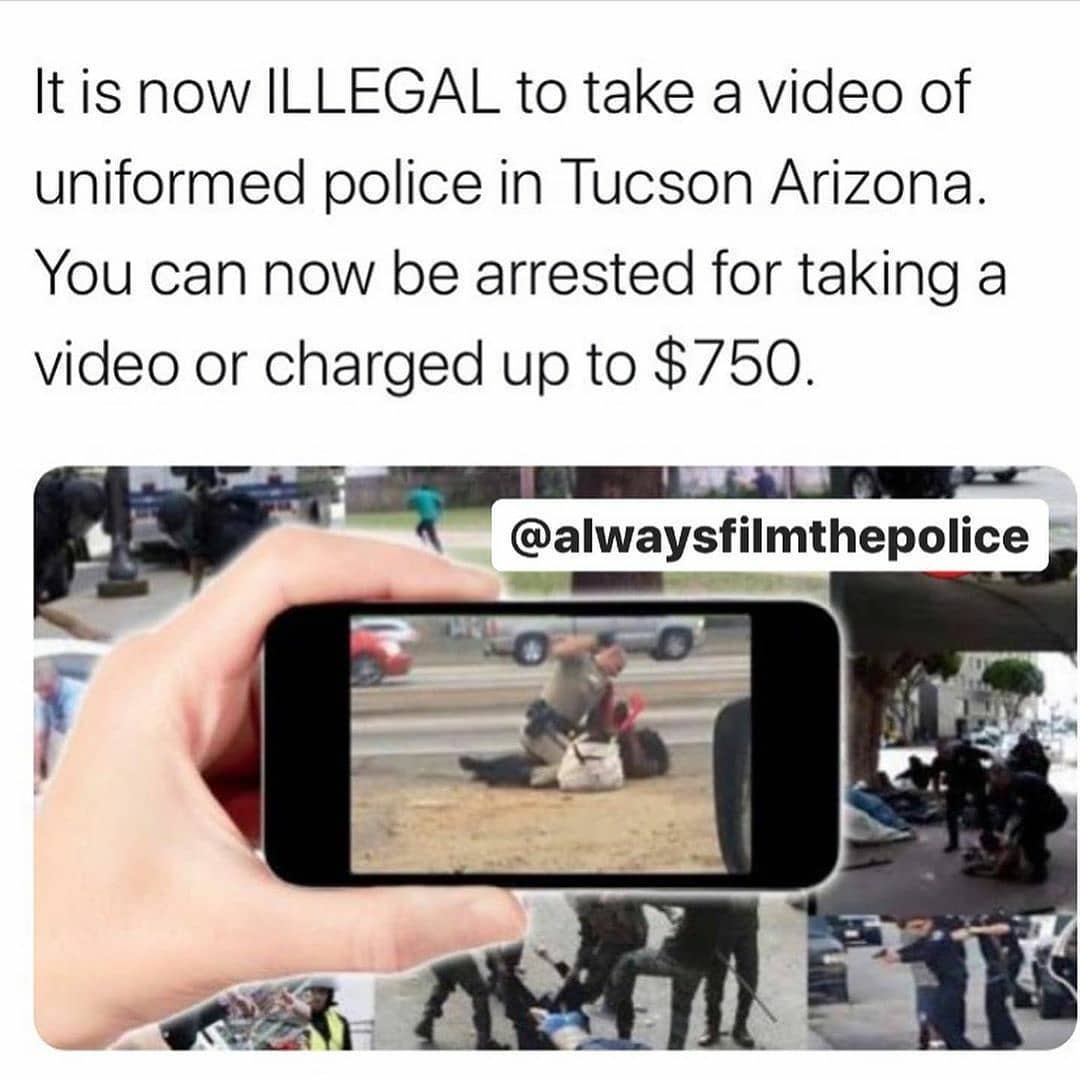 It is now ILLEGAL to take a video of
uniformed police in Tucson Arizona.
You can now be arrested for taking a
video or charged up to $750.
@alwaysfilmthepolice